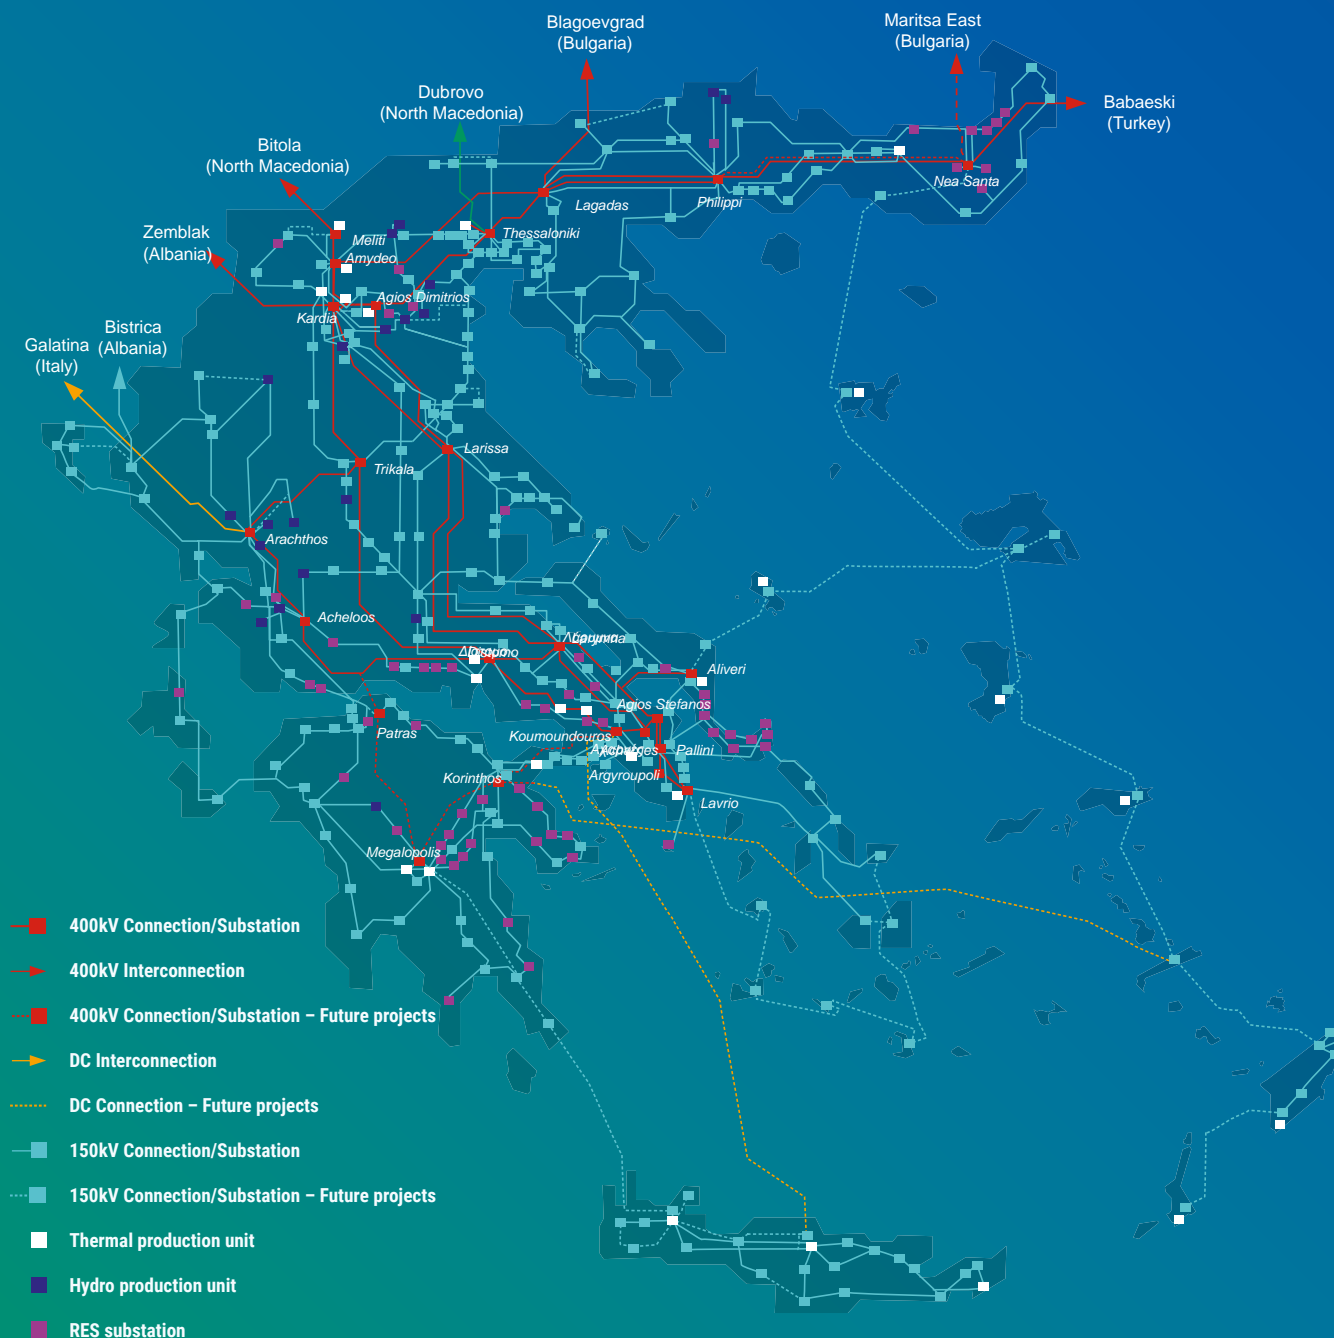 Blagoevgrad
(Bulgaria)
Maritsa East
(Bulgaria)
Dubrovo
(North Macedonia)
Babaeski
(Turkey)
Bitola
(North Macedonia)
Nea Santa
Philippi
Lagadas
Zemblak
(Albania)
Thessaloniki
Meliti
Amydeo
Agios Dimitrios
Kardia
Bistrica
(Albania)
Galatina
(Italy)
Larissa
Trikala
Arachthos
Acheloos
Larymna
Distomo
Aliveri
Agios Stefanos
Patras
Koumoundouros
Acharnes
Pallini
Korinthos
Argyroupoli
Lavrio
Megalopolis
400kV Connection/Substation
400kV Interconnection
400kV Connection/Substation – Future projects
DC Interconnection
DC Connection – Future projects
150kV Connection/Substation
150kV Connection/Substation – Future projects
Thermal production unit
Hydro production unit
RES substation